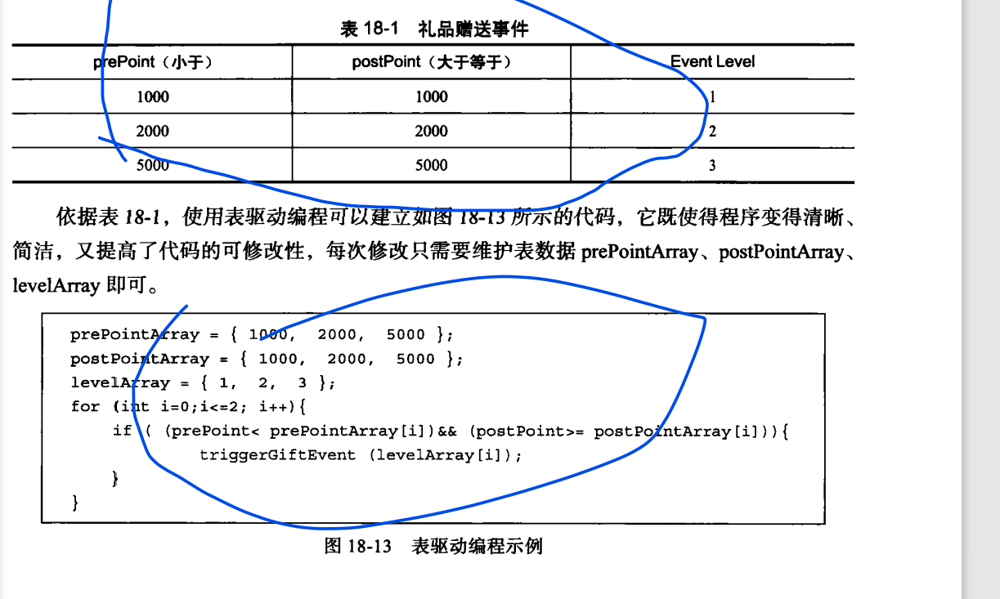 表 18-1 礼品赠送事件
prePoint（小于） postPoint（大于等于） Event Level
1000 1000 1
2000 2000 2
5000 5000 3
依据表 18-1，使用表驱动编程可以建立如图 18-13 所示的代码，它既使得程序变得清晰、
简洁，又提高了代码的可修改性，每次修改只需要维护表数据 prePointArray、postPointArray、
levelArray 即可。
prePointArray = { 1000, 2000, 5000 };
postPointArray = { 1000, 2000, 5000 };
levelArray = { 1, 2, 3 };
for (int i=0;i<=2; i++){
if ( (prePoint< prePointArray[i])&& (postPoint>= postPointArray[i])){
triggerGiftEvent (levelArray[i]);
}
}
图 18-13 表驱动编程示例